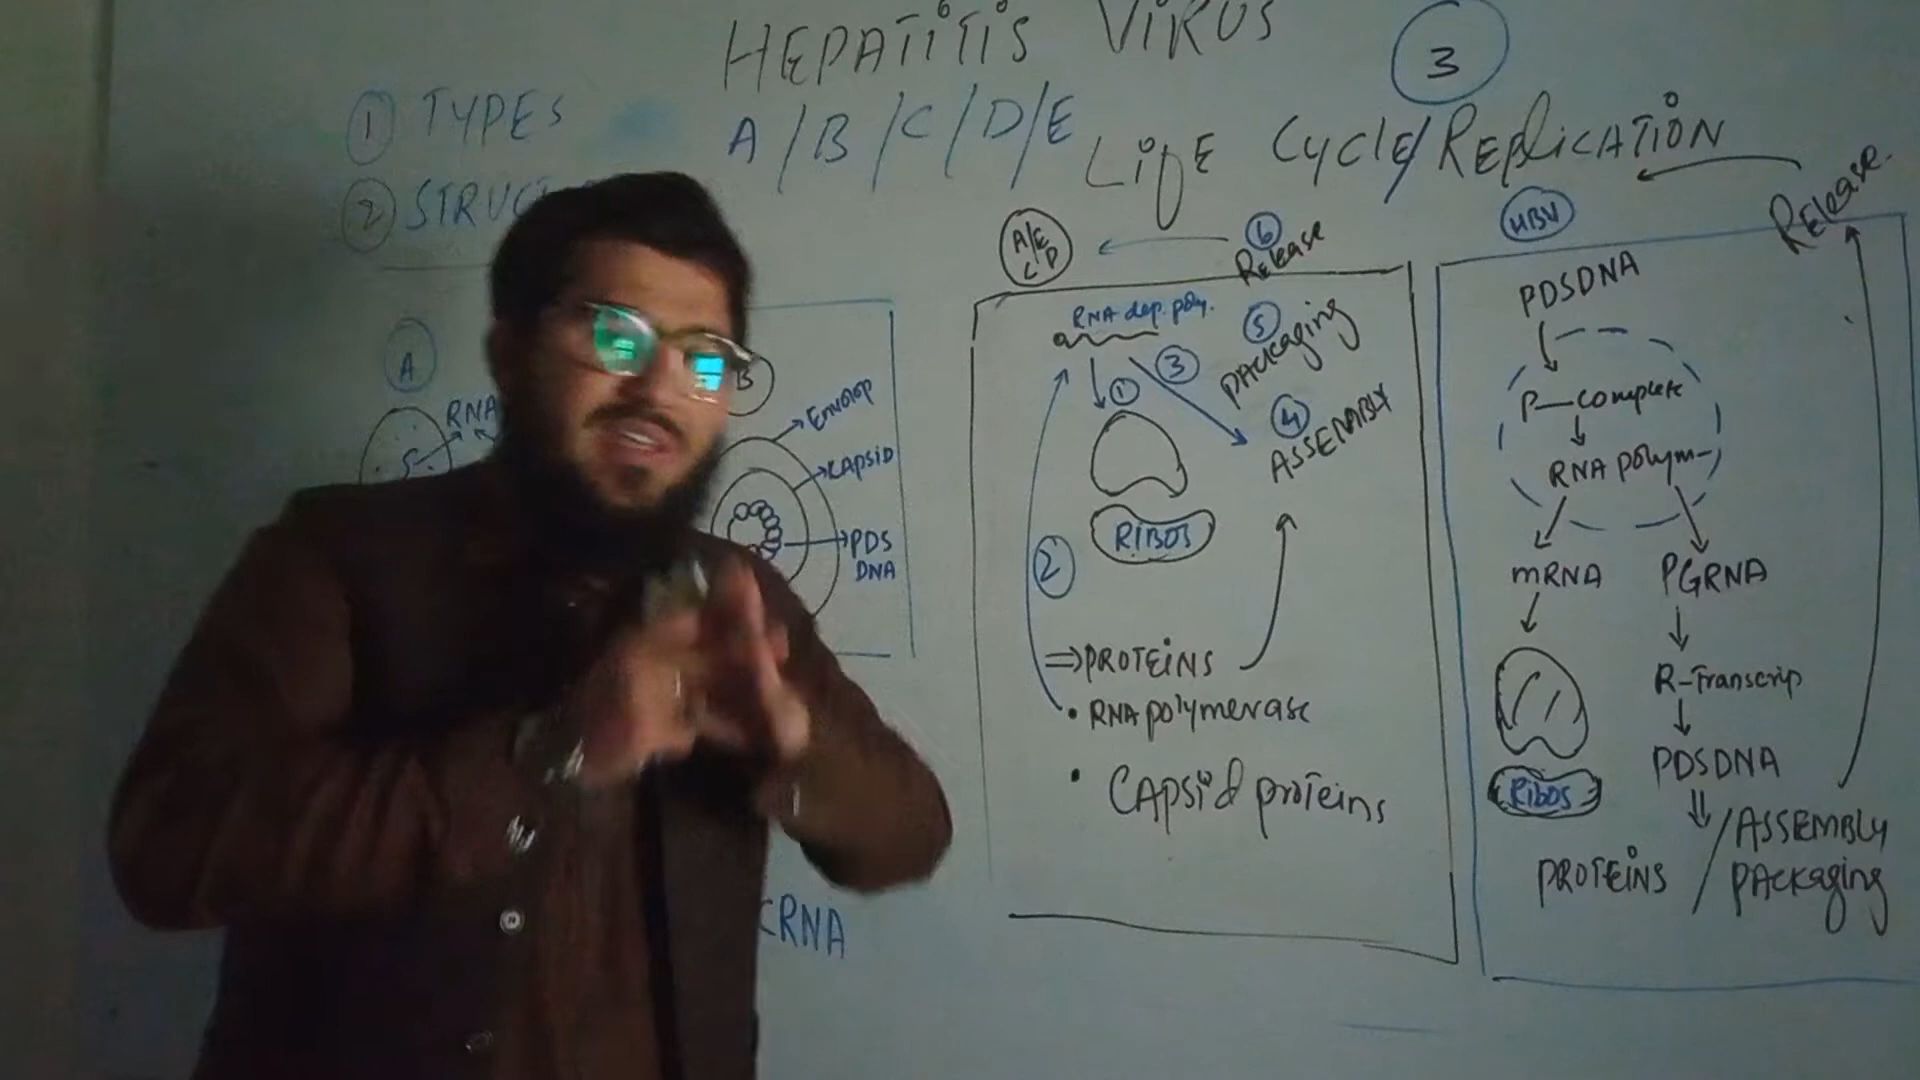 HEPATITIS VIRUS
3
① TYPES
A/B/C/D/E
② STRUC
LIFE CYCLE/REPLICATION
A
RNA
B
ENVLOP
CAPSID
PDS
DNA
RNA
A/E
C D
⑥
RELEASE
RNA dep. poly.
⑤
PACKAGING
①
③
④
ASSEMBLY
RIBOS
②
⇒ PROTEINS
• RNA polymerase
• CAPSID proteins
HBV
RELEASE.
PDSDNA
P-complete
RNA polym-
mRNA
PGRNA
R-Transcrip
PDSDNA
RIBOS
PROTEINS / ASSEMBLY
PACKAGING